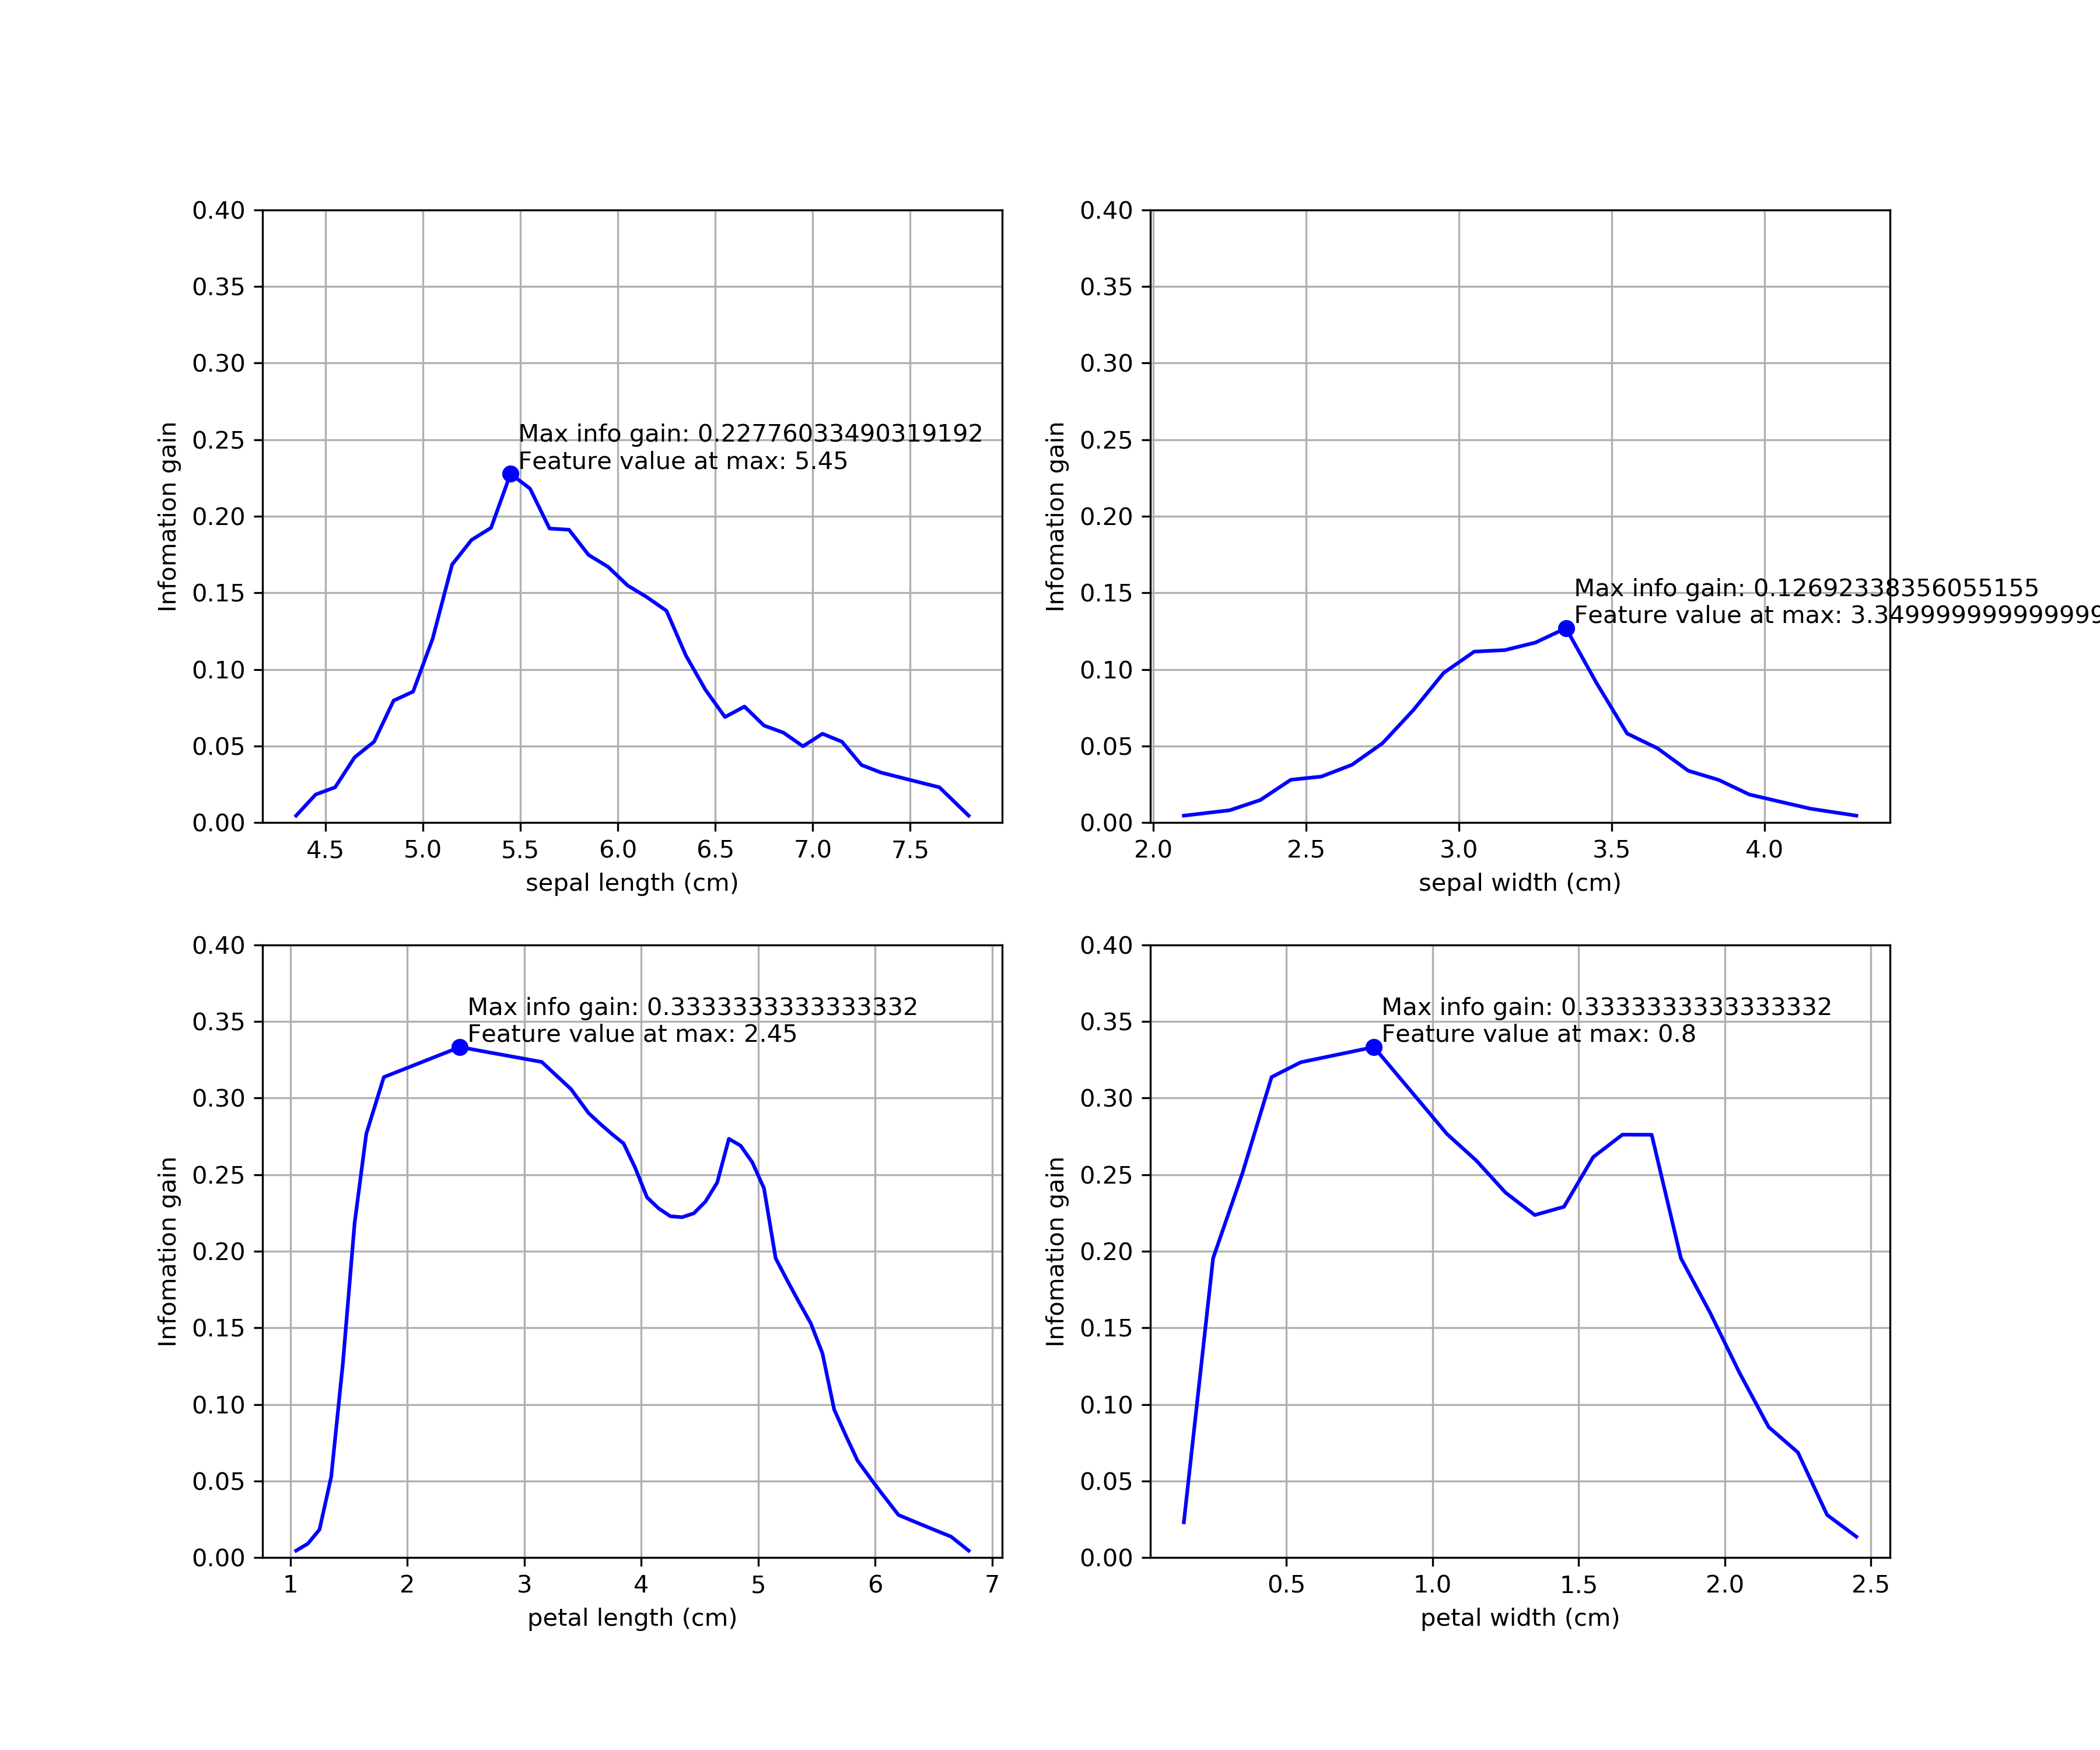 0.40
0.35
0.30
0.25
0.20
0.15
0.10
0.05
0.00
Infomation gain
Max info gain: 0.22776033490319192
Feature value at max: 5.45
4.5 5.0 5.5 6.0 6.5 7.0 7.5
sepal length (cm)
0.40
0.35
0.30
0.25
0.20
0.15
0.10
0.05
0.00
Infomation gain
Max info gain: 0.12692338356055155
Feature value at max: 3.349999999999999
2.0 2.5 3.0 3.5 4.0
sepal width (cm)
0.40
0.35
0.30
0.25
0.20
0.15
0.10
0.05
0.00
Infomation gain
Max info gain: 0.3333333333333332
Feature value at max: 2.45
1 2 3 4 5 6 7
petal length (cm)
0.40
0.35
0.30
0.25
0.20
0.15
0.10
0.05
0.00
Infomation gain
Max info gain: 0.3333333333333332
Feature value at max: 0.8
0.5 1.0 1.5 2.0 2.5
petal width (cm)